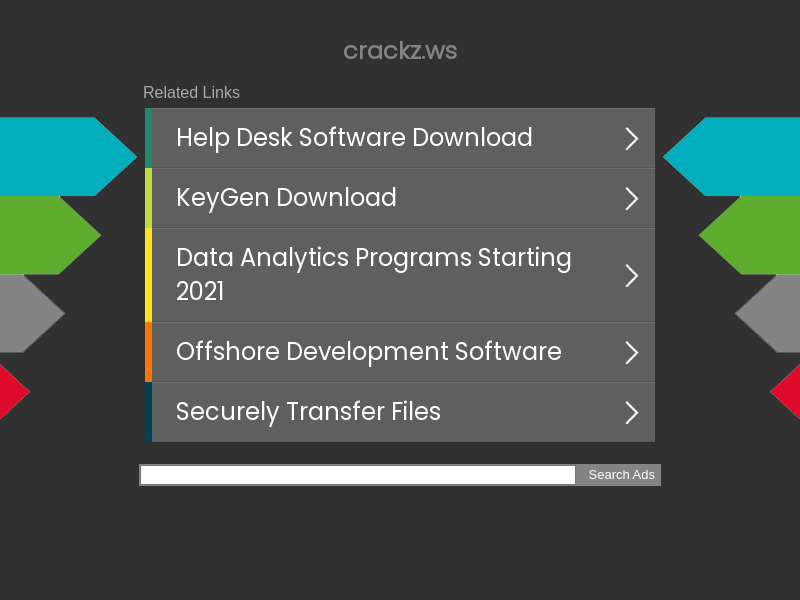 crackz.ws
Related Links
Help Desk Software Download
KeyGen Download
Data Analytics Programs Starting
2021
Offshore Development Software
Securely Transfer Files
Search Ads